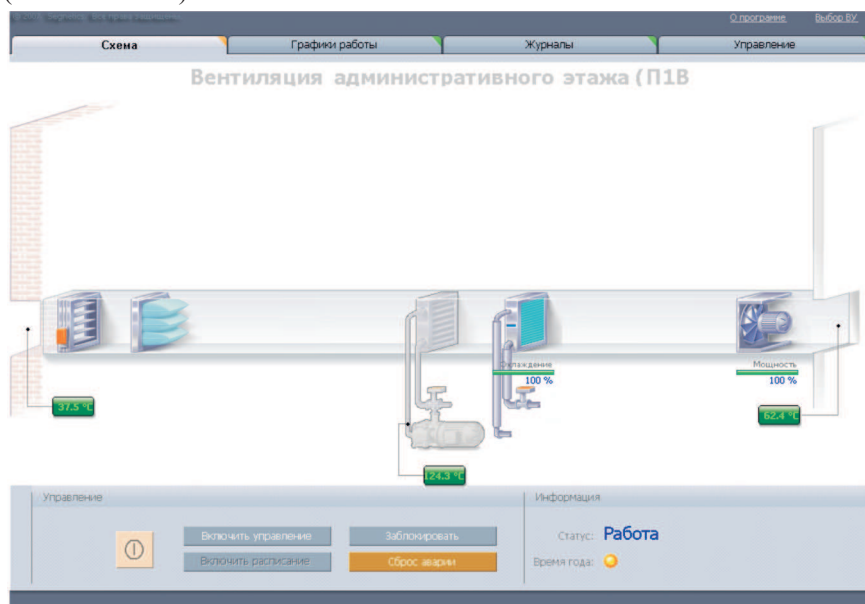 О программе Выбор ВУ
Схема Графики работы Журналы Управление
Вентиляция административного этажа (П1В
Охлаждение
100 %
Мощность
100 %
37.5 °C
62.4 °C
124.3 °C
Управление
Информация
Включить управление Заблокировать
Статус: Работа
Включить расписание Сброс аварии
Время года: